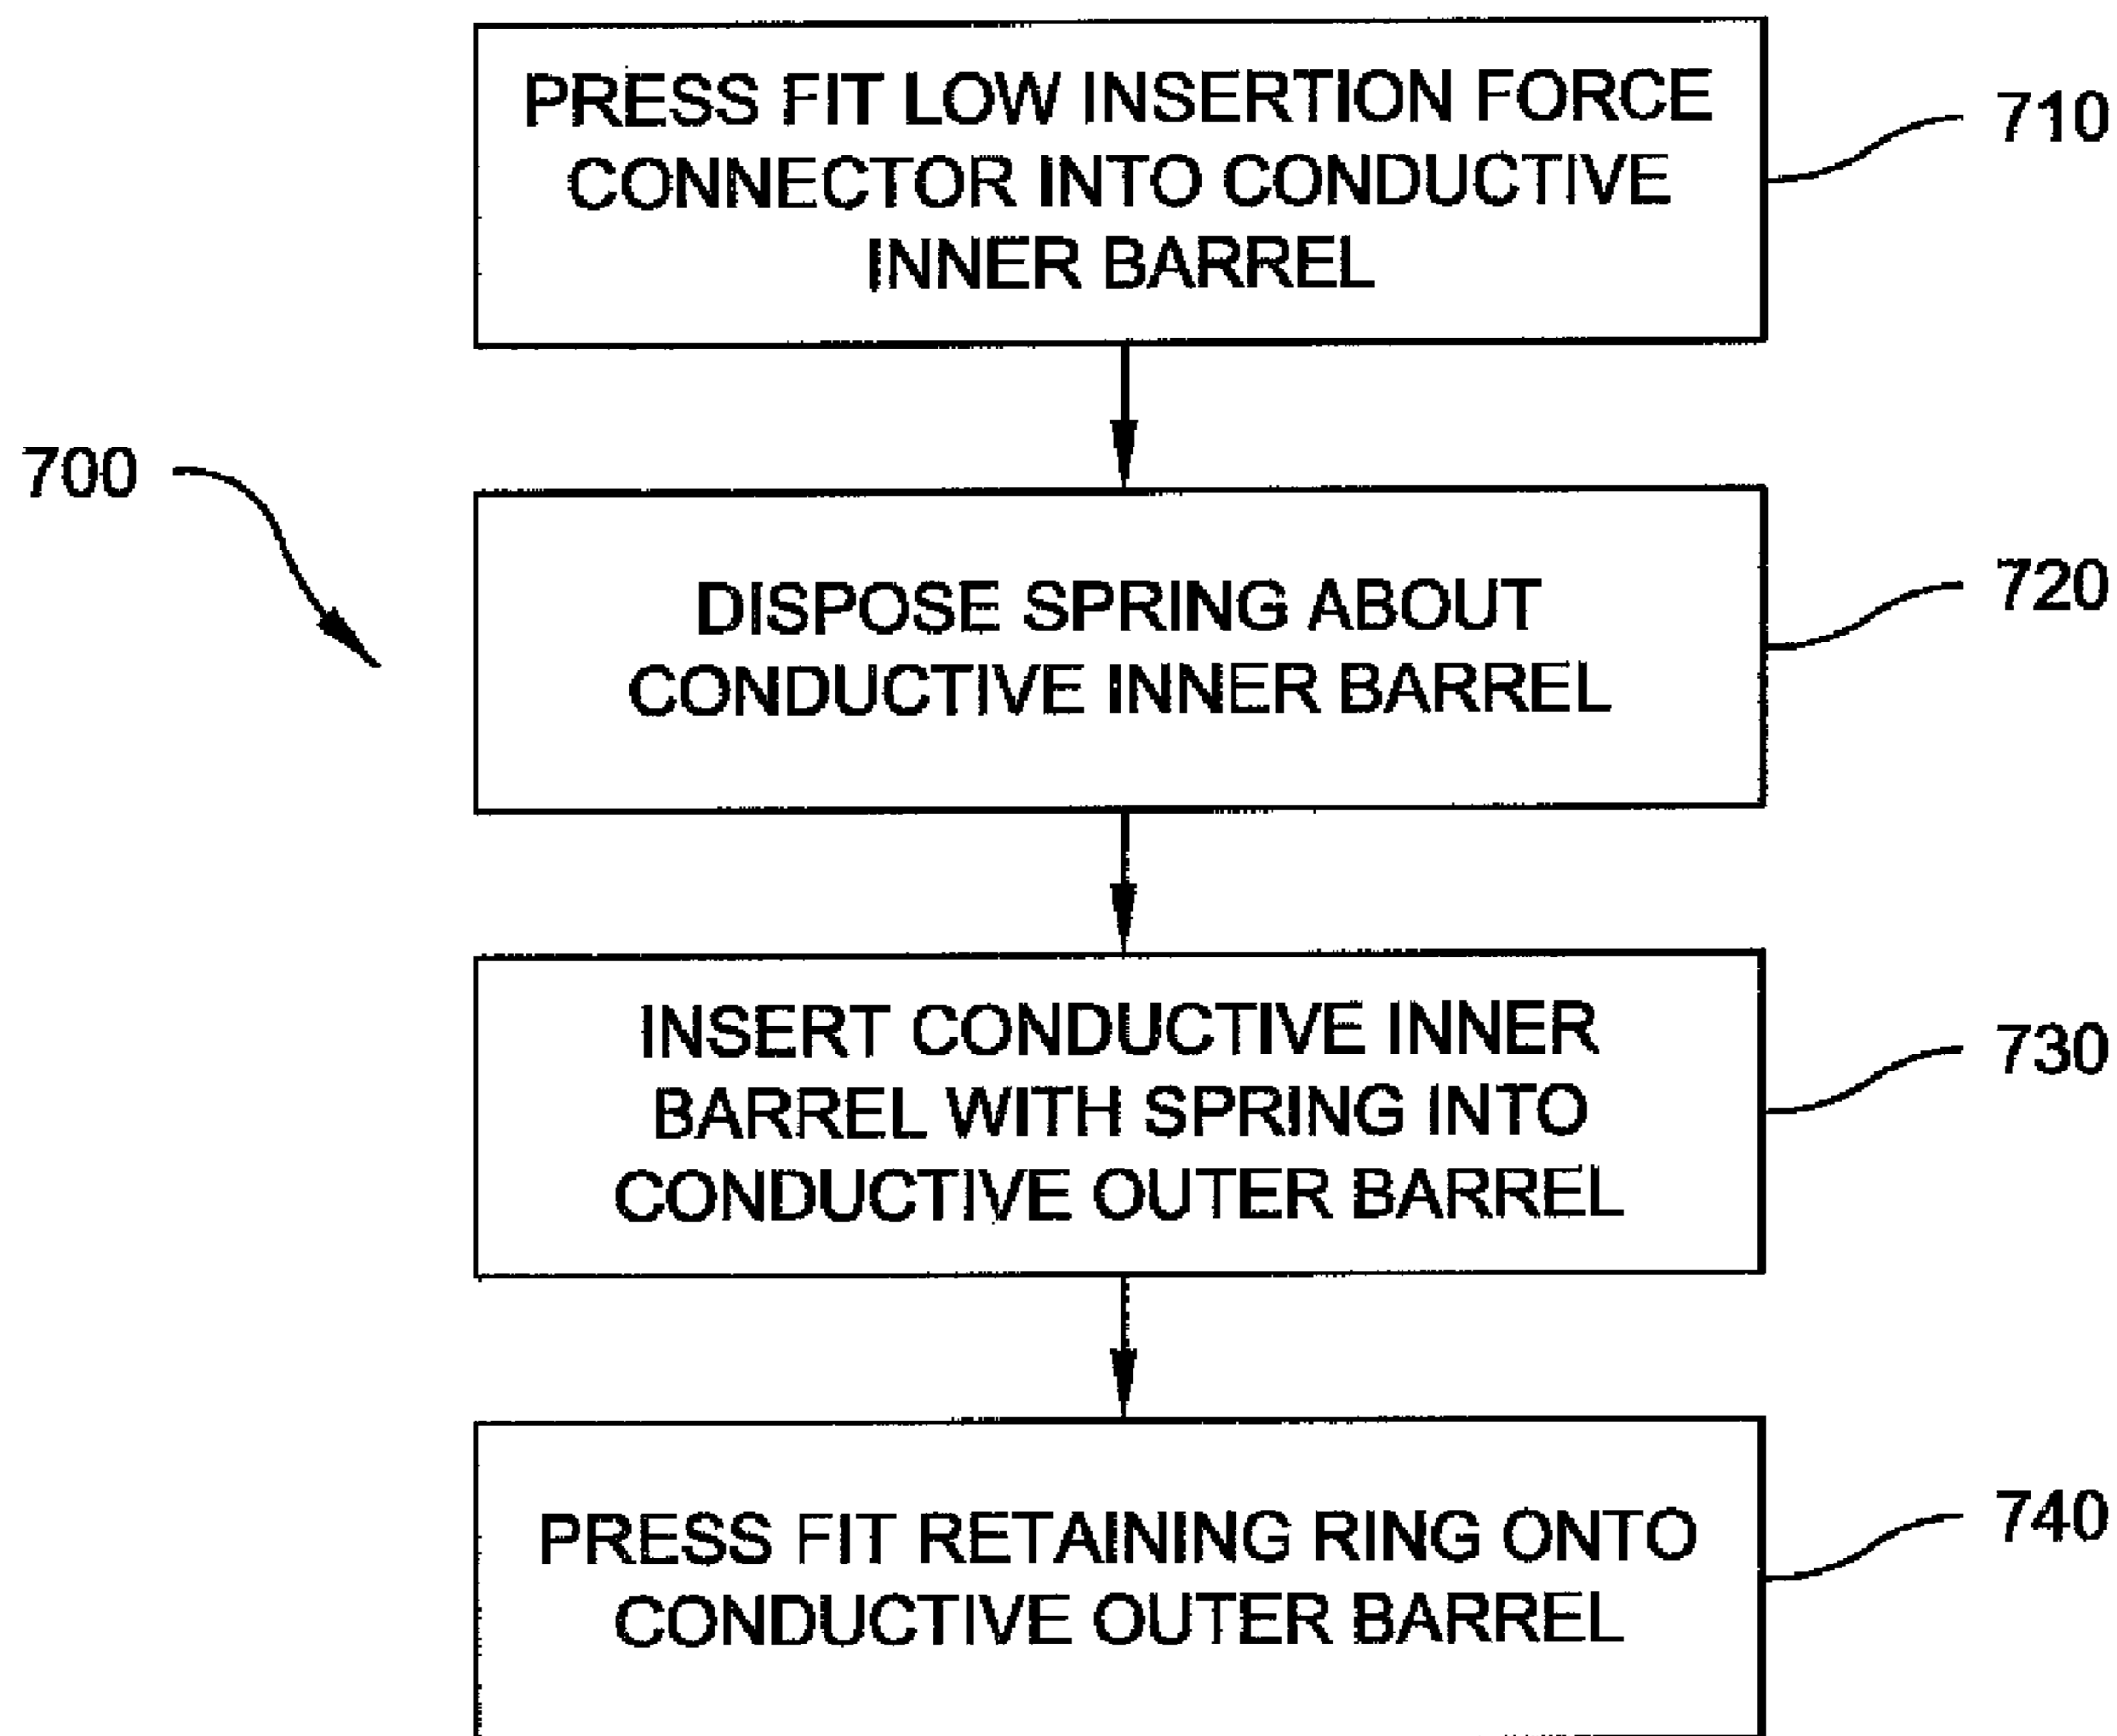 PRESS FIT LOW INSERTION FORCE
CONNECTOR INTO CONDUCTIVE
INNER BARREL
710
700
DISPOSE SPRING ABOUT
CONDUCTIVE INNER BARREL
720
INSERT CONDUCTIVE INNER
BARREL WITH SPRING INTO
CONDUCTIVE OUTER BARREL
730
PRESS FIT RETAINING RING ONTO
CONDUCTIVE OUTER BARREL
740